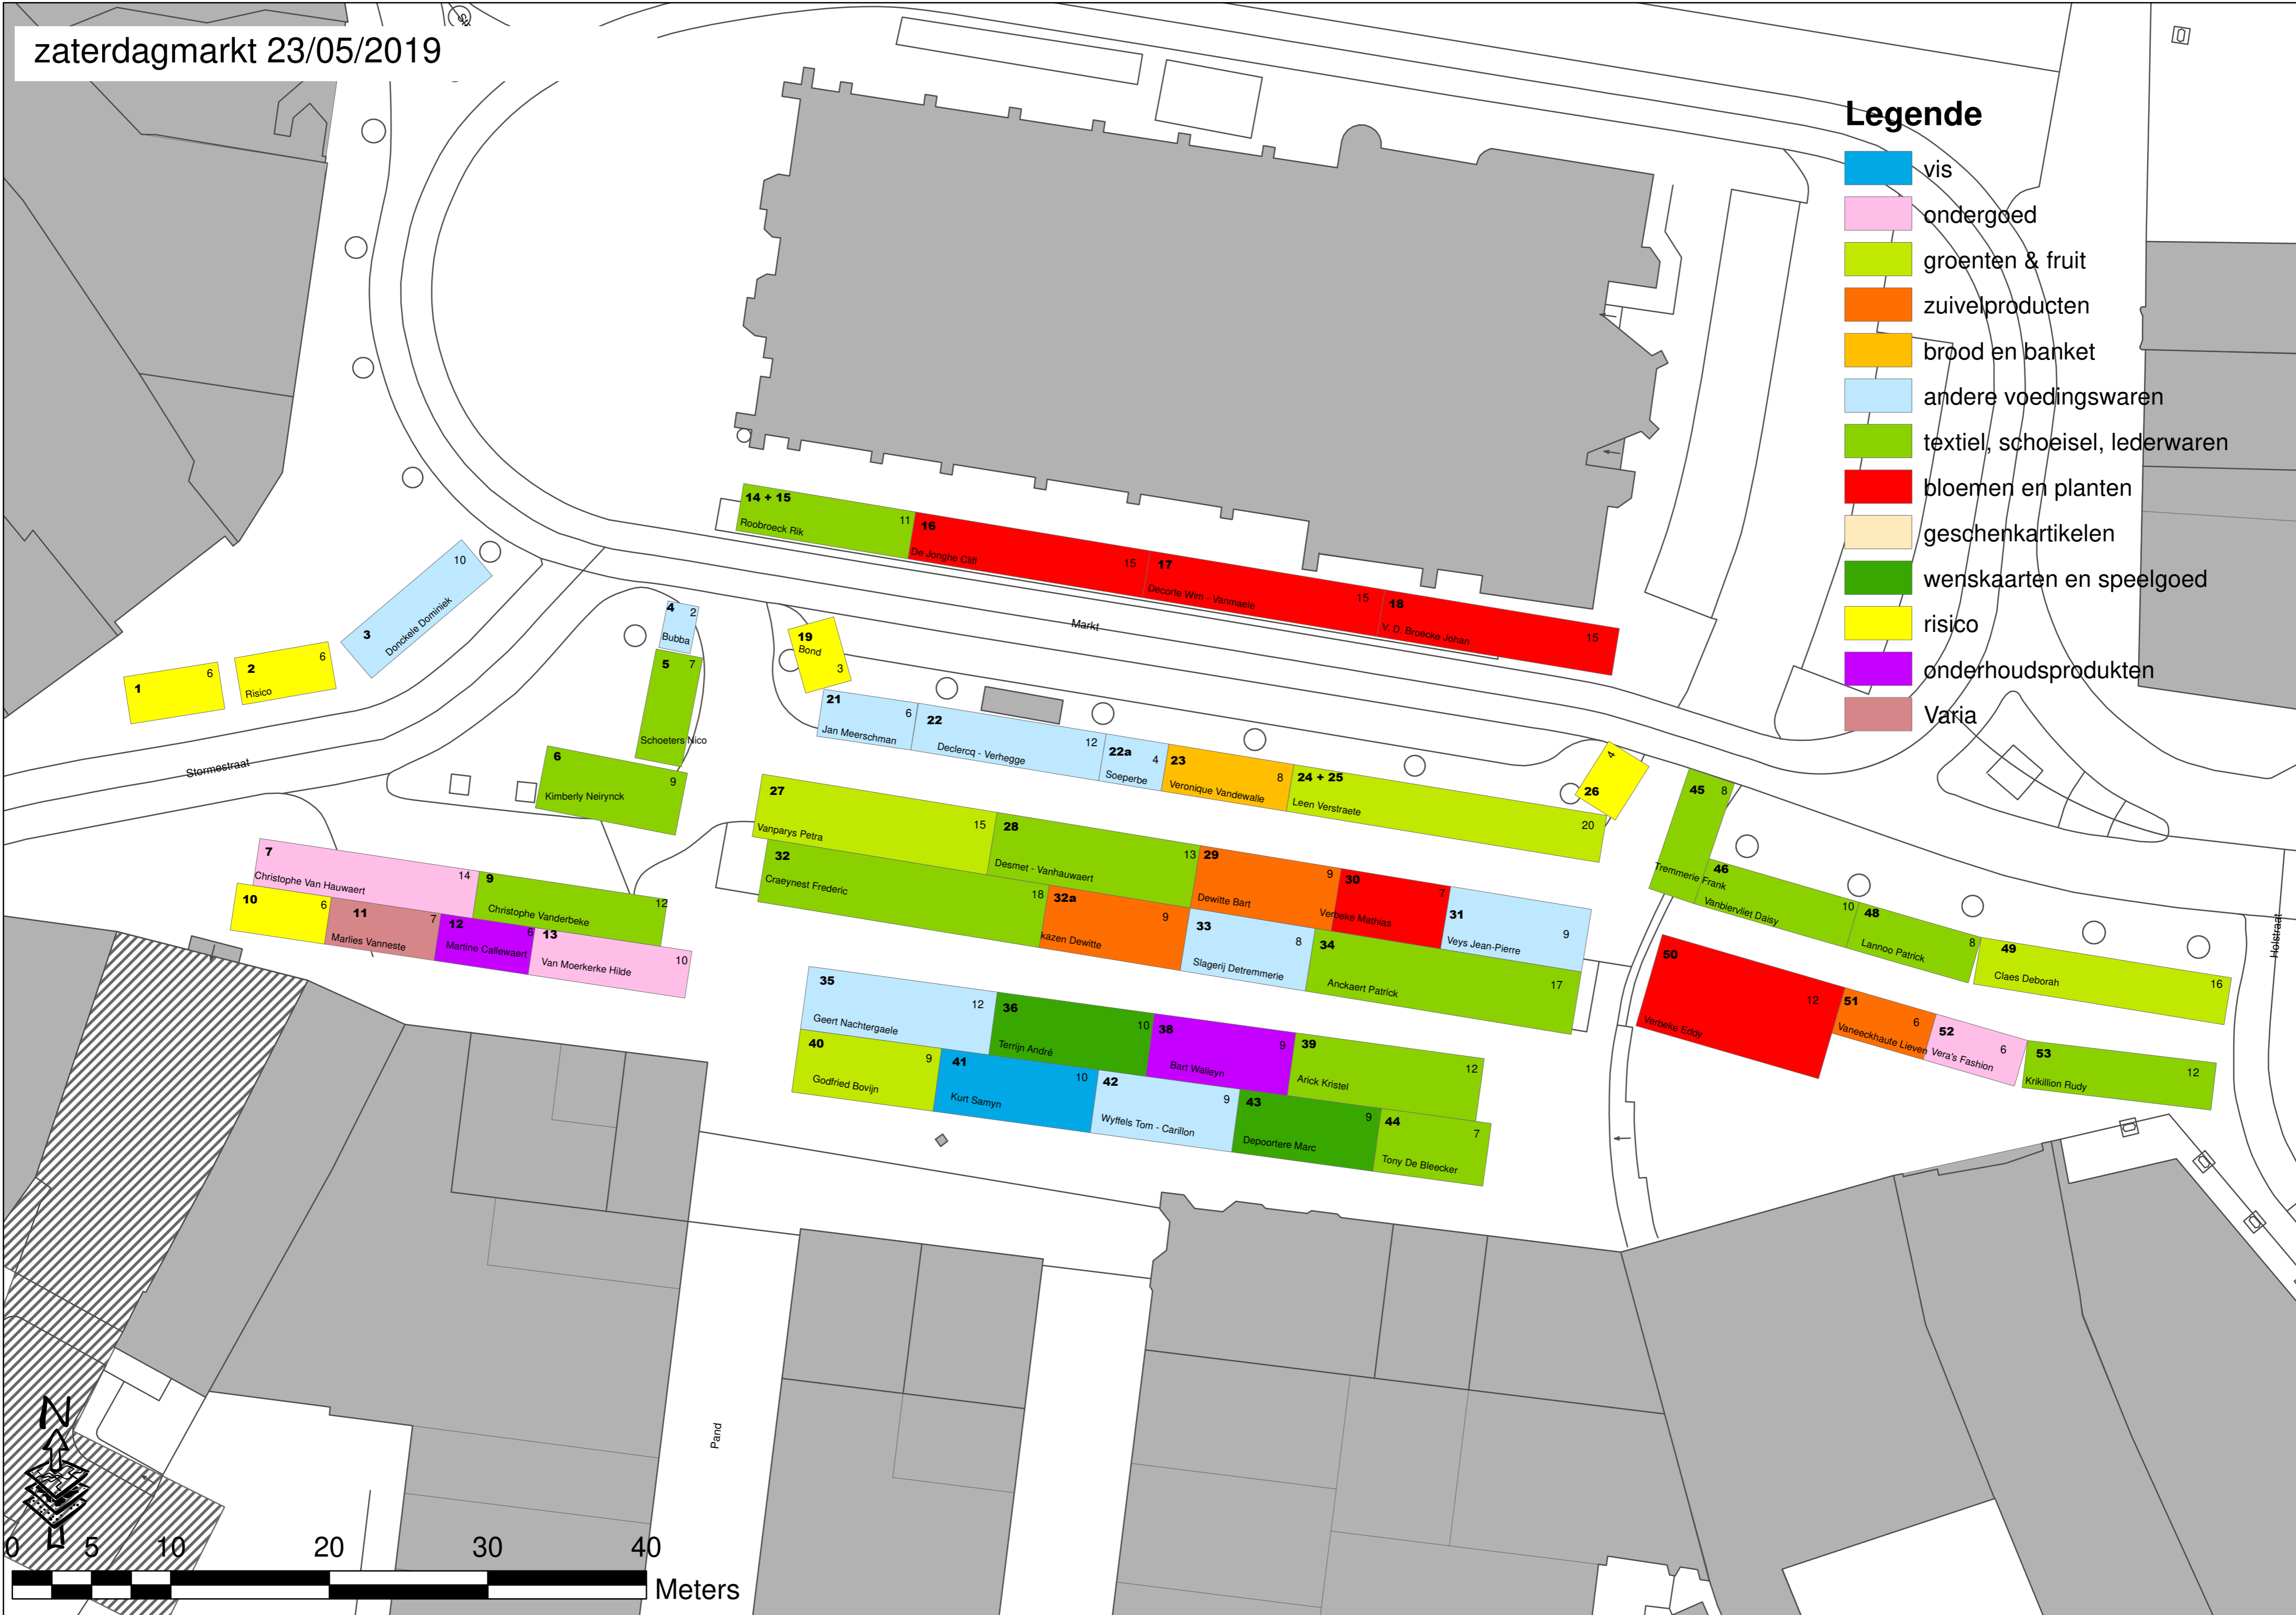 zaterdagmarkt 23/05/2019
Legende
vis
ondergoed
groenten & fruit
zuivelproducten
brood en banket
andere voedingswaren
textiel, schoeisel, lederwaren
bloemen en planten
geschenkartikelen
wenskaarten en speelgoed
risico
onderhoudsprodukten
Varia
14 + 15
Roobroeck Rik
11
16
De Jonghe Cliff
15
17
Decorte Wim - Vanmaele
15
18
V. D. Broecke Johan
15
Markt
10
3
Donckele Dominiek
1
6
2
6
Risico
Stormestraat
4
2
Bubba
5
7
Schoeters Nico
6
9
Kimberly Neirynck
19
Bond
3
21
6
Jan Meerschman
22
12
Declercq - Verhegge
22a
4
Soeperbe
23
8
Veronique Vandewalle
24 + 25
Leen Verstraete
20
4
26
27
15
Vanparys Petra
28
13
Desmet - Vanhauwaert
29
9
Dewitte Bart
30
7
Verbeke Mathias
31
9
Veys Jean-Pierre
32
Craeynest Frederic
18
32a
9
kazen Dewitte
33
8
Slagerij Detremmerie
34
17
Anckaert Patrick
7
Christophe Van Hauwaert
14
9
12
Christophe Vanderbeke
10
6
11
7
Marlies Vanneste
12
6
Martine Callewaert
13
10
Van Moerkerke Hilde
35
12
Geert Nachtergaele
36
10
Terrijn André
38
9
Bart Walleyn
39
12
Arick Kristel
40
9
Godfried Bovijn
41
10
Kurt Samyn
42
9
Wyffels Tom - Carillon
43
9
Depoortere Marc
44
7
Tony De Bleecker
45
8
Tremmerie Frank
46
10
Vanbiervliet Daisy
48
8
Lannoo Patrick
49
16
Claes Deborah
50
12
Verbeke Eddy
51
6
Vaneeckhaute Lieven
52
6
Vera's Fashion
53
12
Krikillion Rudy
Holstraat
Pand
N
0 5 10 20 30 40
Meters